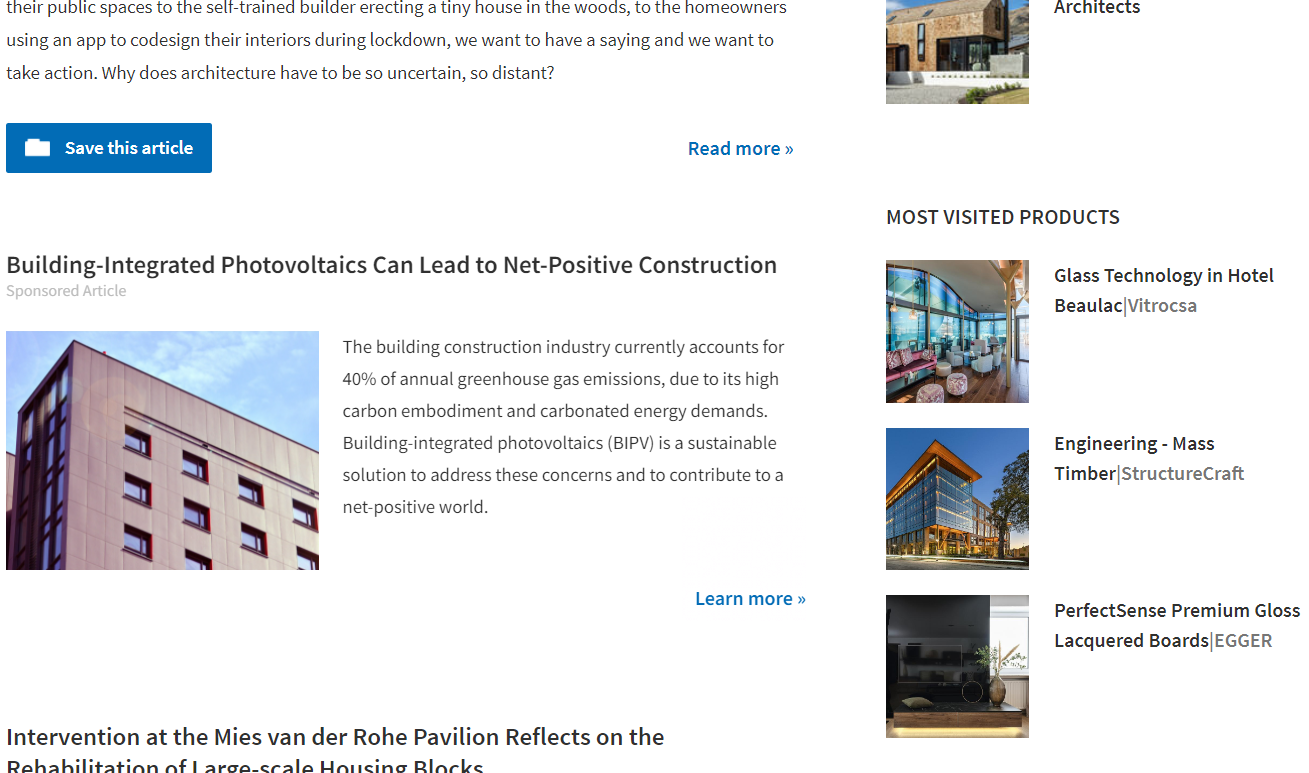 their public spaces to the self-trained builder erecting a tiny house in the woods, to the homeowners
using an app to codesign their interiors during lockdown, we want to have a saying and we want to
take action. Why does architecture have to be so uncertain, so distant?
Save this article
Read more »
Building-Integrated Photovoltaics Can Lead to Net-Positive Construction
Sponsored Article
The building construction industry currently accounts for
40% of annual greenhouse gas emissions, due to its high
carbon embodiment and carbonated energy demands.
Building-integrated photovoltaics (BIPV) is a sustainable
solution to address these concerns and to contribute to a
net-positive world.
Learn more »
Intervention at the Mies van der Rohe Pavilion Reflects on the
Rehabilitation of Large-scale Housing Blocks
Architects
MOST VISITED PRODUCTS
Glass Technology in Hotel
Beaulac|Vitrocsa
Engineering - Mass
Timber|StructureCraft
PerfectSense Premium Gloss
Lacquered Boards|EGGER